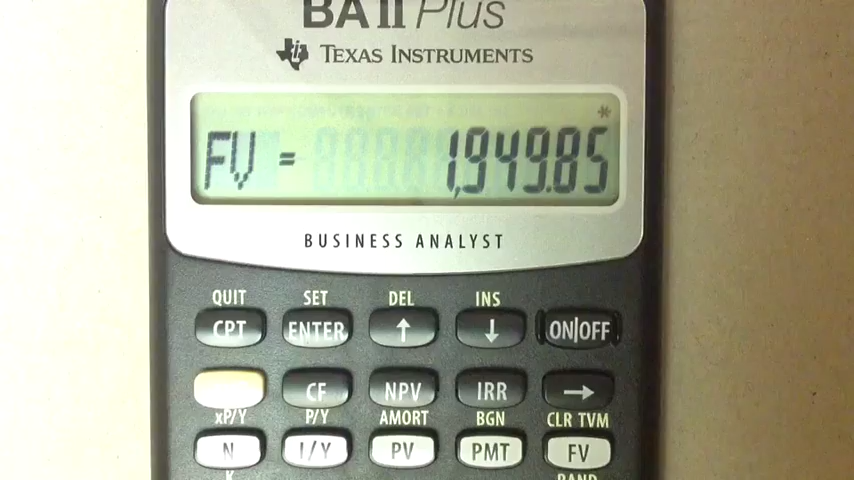 BA II Plus
TEXAS INSTRUMENTS
*
FV = 1,949.85
BUSINESS ANALYST
QUIT SET DEL INS
CPT ENTER ↑ ↓ ON|OFF
CF NPV IRR →
xP/Y P/Y AMORT BGN CLR TVM
N I/Y PV PMT FV
K RAND